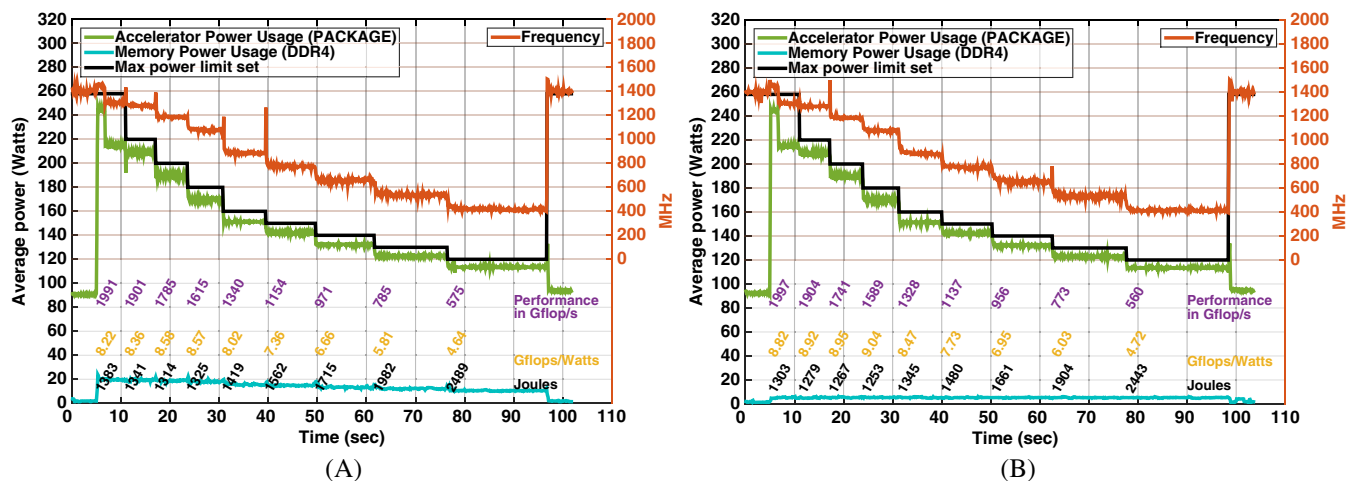 Average power (Watts)
320
300
280
260
240
220
200
180
160
140
120
100
80
60
40
20
0
Accelerator Power Usage (PACKAGE)
Memory Power Usage (DDR4)
Max power limit set
Frequency
2000
1800
1600
1400
1200
1000
800
600
400
200
0
MHz
1991 1901 1785 1615 1340 1154 971 785 575
Performance
in Gflop/s
8.22 8.36 8.58 8.57 8.02 7.36 6.66 5.81 4.64
Gflops/Watts
1383 1341 1314 1325 1419 1562 1715 1982 2489
Joules
0 10 20 30 40 50 60 70 80 90 100 110
Time (sec)
(A)
Average power (Watts)
320
300
280
260
240
220
200
180
160
140
120
100
80
60
40
20
0
Accelerator Power Usage (PACKAGE)
Memory Power Usage (DDR4)
Max power limit set
Frequency
2000
1800
1600
1400
1200
1000
800
600
400
200
0
MHz
1997 1904 1741 1589 1328 1137 956 773 560
Performance
in Gflop/s
8.82 8.92 8.95 9.04 8.47 7.73 6.95 6.03 4.72
Gflops/Watts
1303 1279 1267 1253 1345 1480 1661 1904 2443
Joules
0 10 20 30 40 50 60 70 80 90 100 110
Time (sec)
(B)